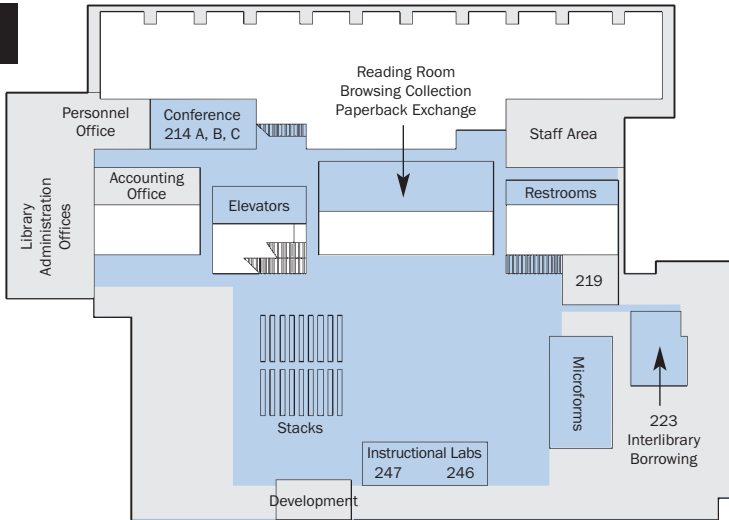 Reading Room
Browsing Collection
Paperback Exchange
Personnel
Office
Conference
214 A, B, C
Staff Area
Accounting
Office
Elevators
Restrooms
Library
Administration
Offices
219
Microforms
223
Interlibrary
Borrowing
Stacks
Instructional Labs
247 246
Development